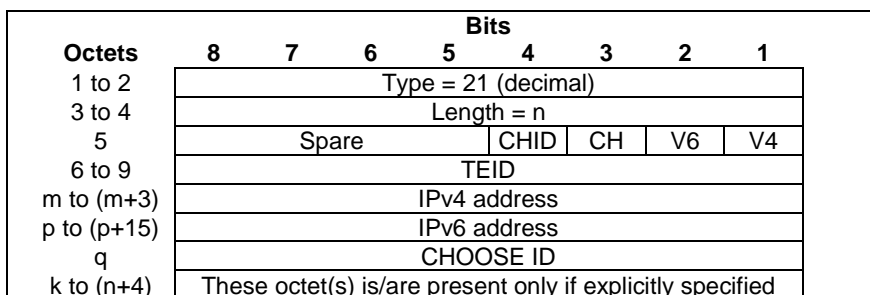 Bits
Octets 8 7 6 5 4 3 2 1
1 to 2 Type = 21 (decimal)
3 to 4 Length = n
5 Spare CHID CH V6 V4
6 to 9 TEID
m to (m+3) IPv4 address
p to (p+15) IPv6 address
q CHOOSE ID
k to (n+4) These octet(s) is/are present only if explicitly specified